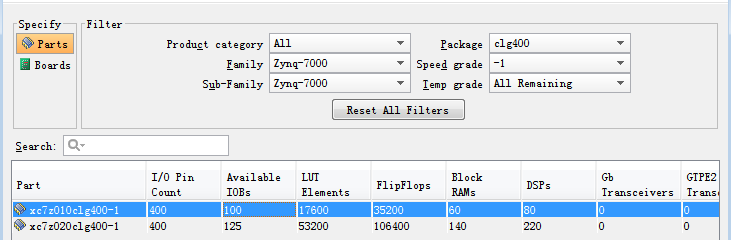 Specify
Filter
Parts
Boards
Product category All
Package clg400
Family Zynq-7000
Speed grade -1
Sub-Family Zynq-7000
Temp grade All Remaining
Reset All Filters
Search:
Part I/O Pin Count Available IOBs LUT Elements FlipFlops Block RAMs DSPs Gb Transceivers GTPE2 Transc
xc7z010clg400-1 400 100 17600 35200 60 80 0 0
xc7z020clg400-1 400 125 53200 106400 140 220 0 0